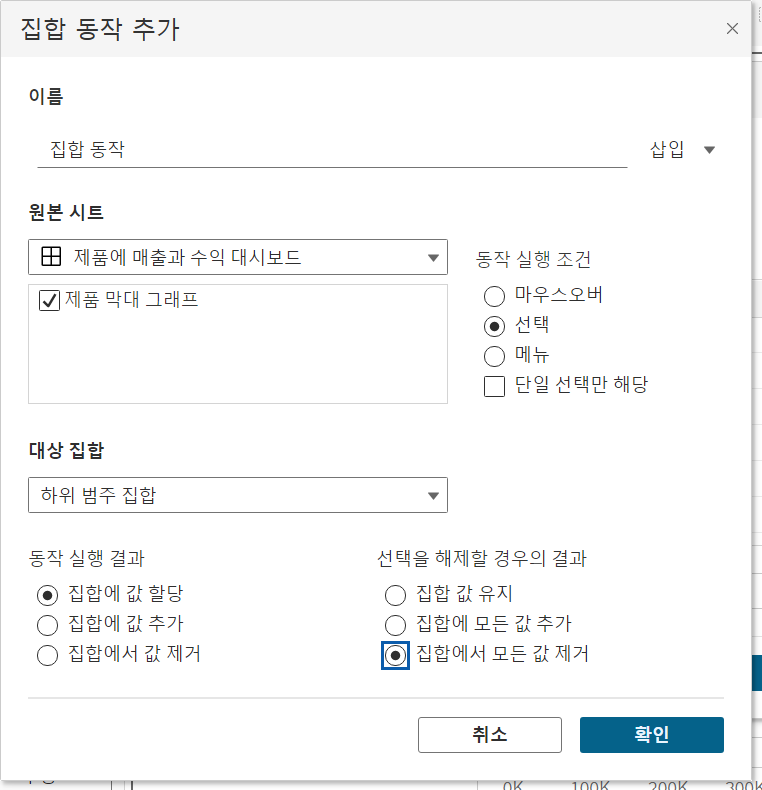 집합 동작 추가
이름
집합 동작 삽입
원본 시트
제품에 매출과 수익 대시보드
제품 막대 그래프
동작 실행 조건
마우스오버
선택
메뉴
단일 선택만 해당
대상 집합
하위 범주 집합
동작 실행 결과
집합에 값 할당
집합에 값 추가
집합에서 값 제거
선택을 해제할 경우의 결과
집합 값 유지
집합에 모든 값 추가
집합에서 모든 값 제거
취소 확인
0K 100K 200K 300K